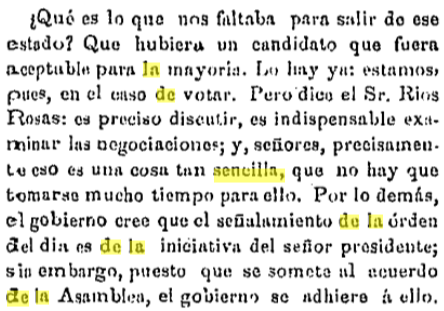 ¿Qué es lo que nos faltaba para salir de ese
estado? Que hubiera un candidato que fuera
aceptable para la mayoría. Lo hay ya: estamos,
pues, en el caso de votar. Pero dice el Sr. Rios
Rosas: es preciso discutir, es indispensable exa-
minar las negociaciones; y, señores, precisamen-
te eso es una cosa tan sencilla, que no hay que
tomarse mucho tiempo para ello. Por lo demás,
el gobierno cree que el señalamiento de la órden
del dia es de la iniciativa del señor presidente;
sin embargo, puesto que se somete al acuerdo
de la Asamblea, el gobierno se adhiere á ello.